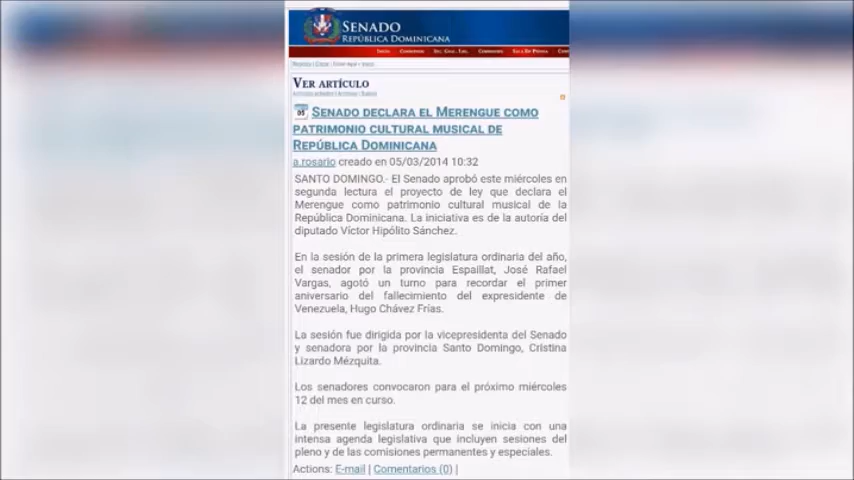 SENADO
REPÚBLICA DOMINICANA
VER ARTÍCULO
05
SENADO DECLARA EL MERENGUE COMO
PATRIMONIO CULTURAL MUSICAL DE
REPÚBLICA DOMINICANA
a.rosario creado en 05/03/2014 10:32
SANTO DOMINGO.- El Senado aprobó este miércoles en
segunda lectura el proyecto de ley que declara el
Merengue como patrimonio cultural musical de la
República Dominicana. La iniciativa es de la autoría del
diputado Víctor Hipólito Sánchez.
En la sesión de la primera legislatura ordinaria del año,
el senador por la provincia Espaillat, José Rafael
Vargas, agotó un turno para recordar el primer
aniversario del fallecimiento del expresidente de
Venezuela, Hugo Chávez Frías.
La sesión fue dirigida por la vicepresidenta del Senado
y senadora por la provincia Santo Domingo, Cristina
Lizardo Mézquita.
Los senadores convocaron para el próximo miércoles
12 del mes en curso.
La presente legislatura ordinaria se inicia con una
intensa agenda legislativa que incluyen sesiones del
pleno y de las comisiones permanentes y especiales.
Actions: E-mail | Comentarios (0) |